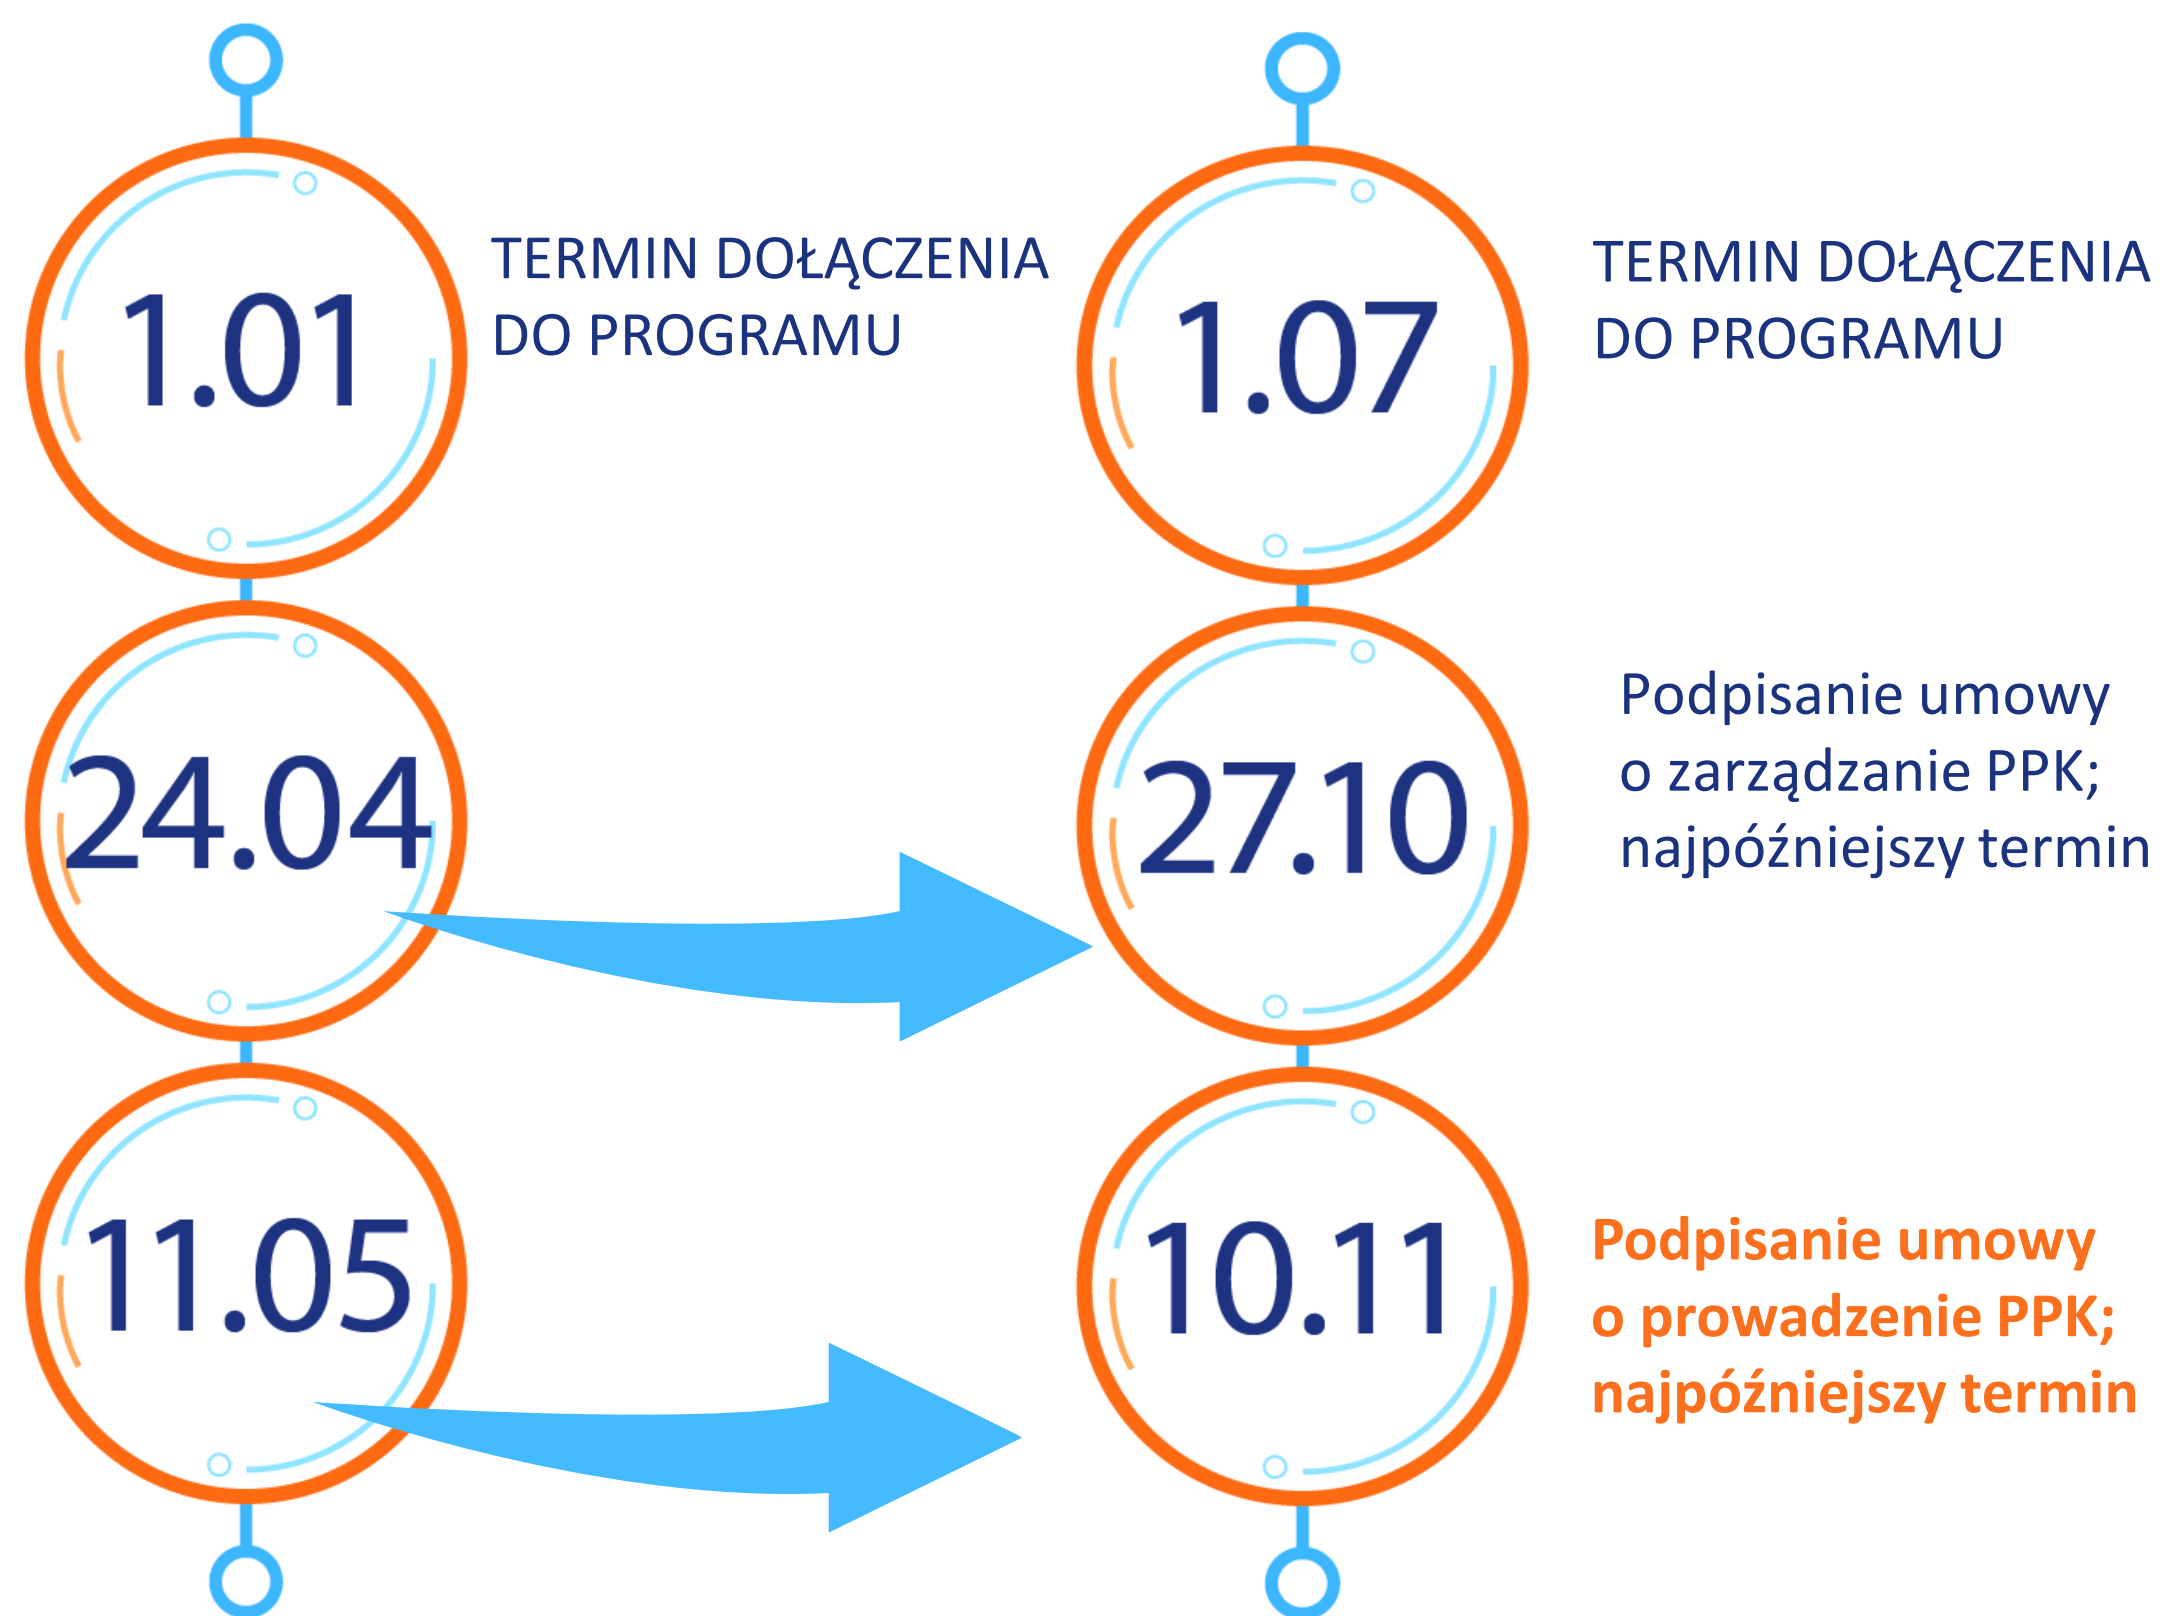 1.01
TERMIN DOŁĄCZENIA
DO PROGRAMU
1.07
TERMIN DOŁĄCZENIA
DO PROGRAMU
24.04
27.10
Podpisanie umowy
o zarządzanie PPK;
najpóźniejszy termin
11.05
10.11
Podpisanie umowy
o prowadzenie PPK;
najpóźniejszy termin